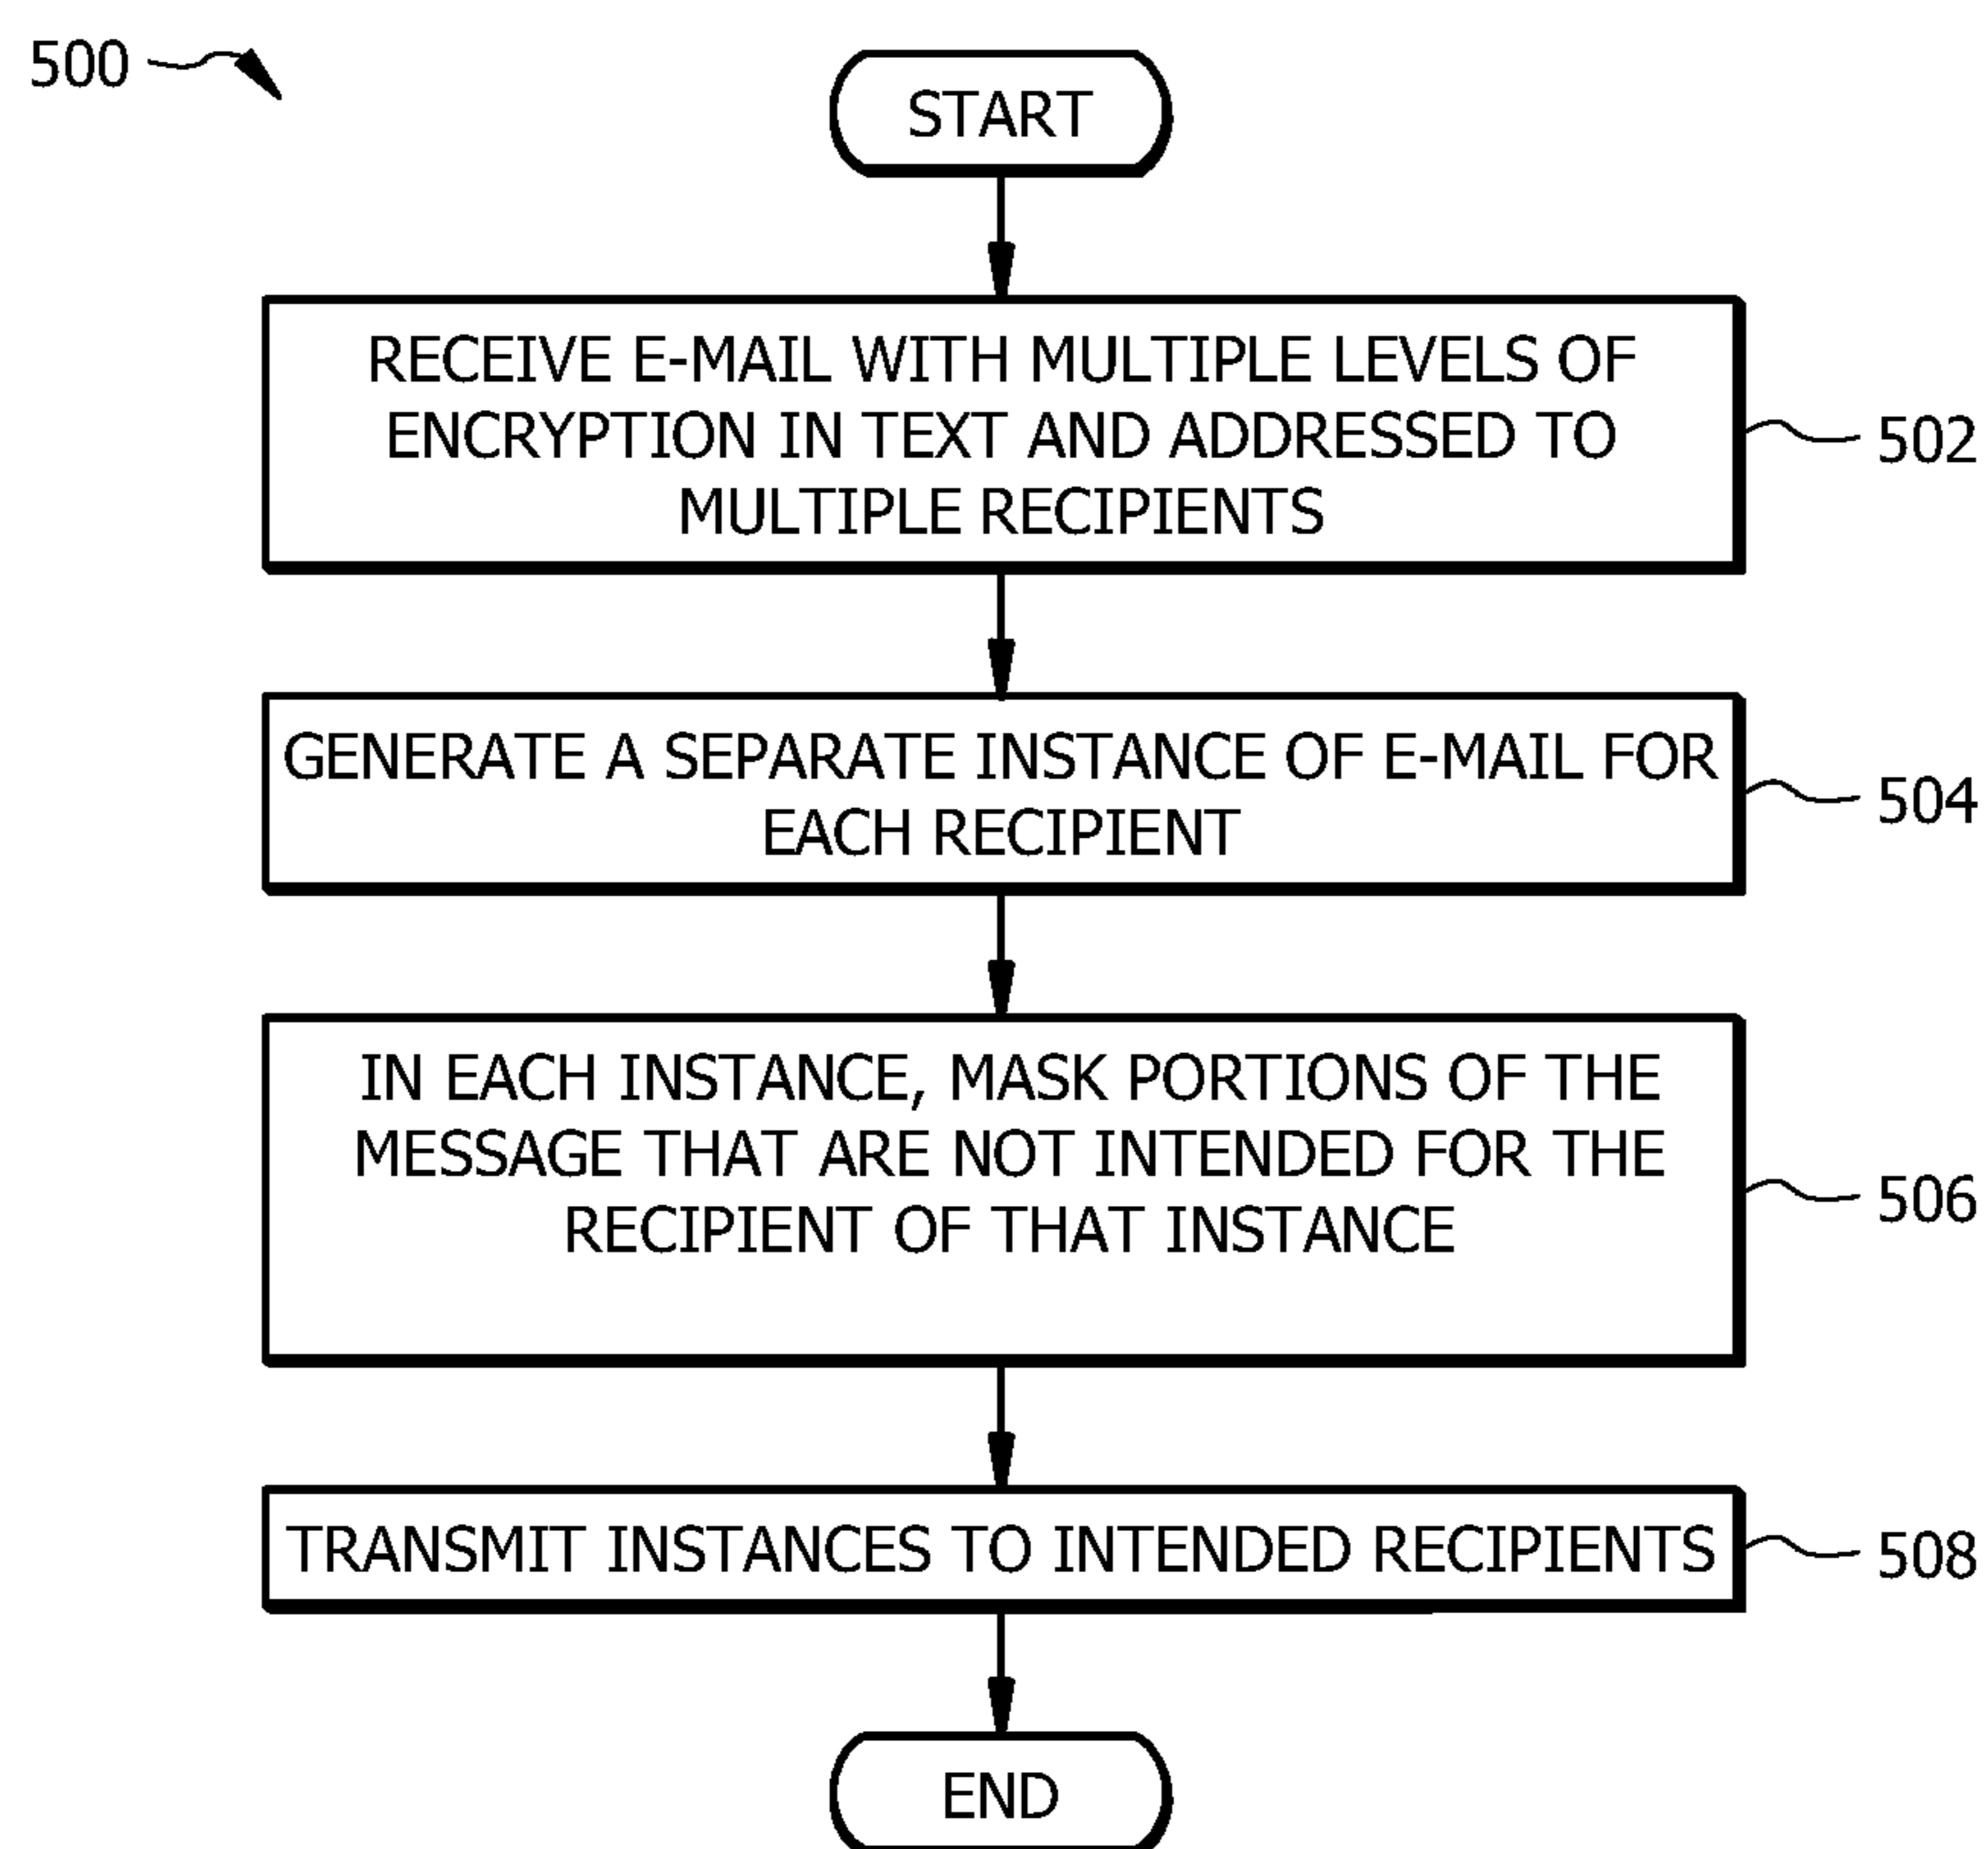 500
START
RECEIVE E-MAIL WITH MULTIPLE LEVELS OF
ENCRYPTION IN TEXT AND ADDRESSED TO
MULTIPLE RECIPIENTS
502
GENERATE A SEPARATE INSTANCE OF E-MAIL FOR
EACH RECIPIENT
504
IN EACH INSTANCE, MASK PORTIONS OF THE
MESSAGE THAT ARE NOT INTENDED FOR THE
RECIPIENT OF THAT INSTANCE
506
TRANSMIT INSTANCES TO INTENDED RECIPIENTS
508
END